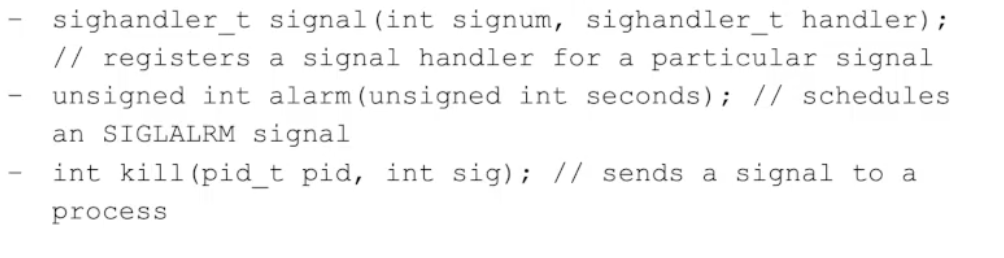 - sighandler_t signal(int signum, sighandler_t handler);
// registers a signal handler for a particular signal
- unsigned int alarm(unsigned int seconds); // schedules
an SIGLALRM signal
- int kill(pid_t pid, int sig); // sends a signal to a
process